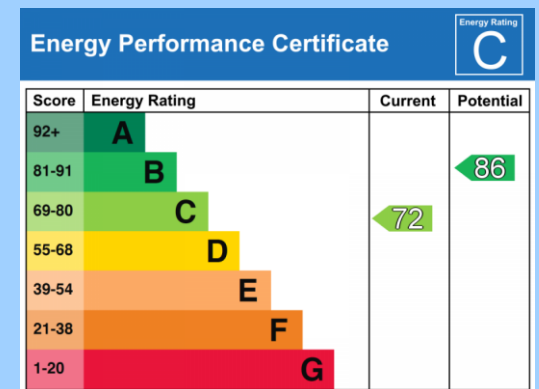 Energy Performance Certificate
Energy Rating
C
Score Energy Rating Current Potential
92+ A
81-91 B 86
69-80 C 72
55-68 D
39-54 E
21-38 F
1-20 G